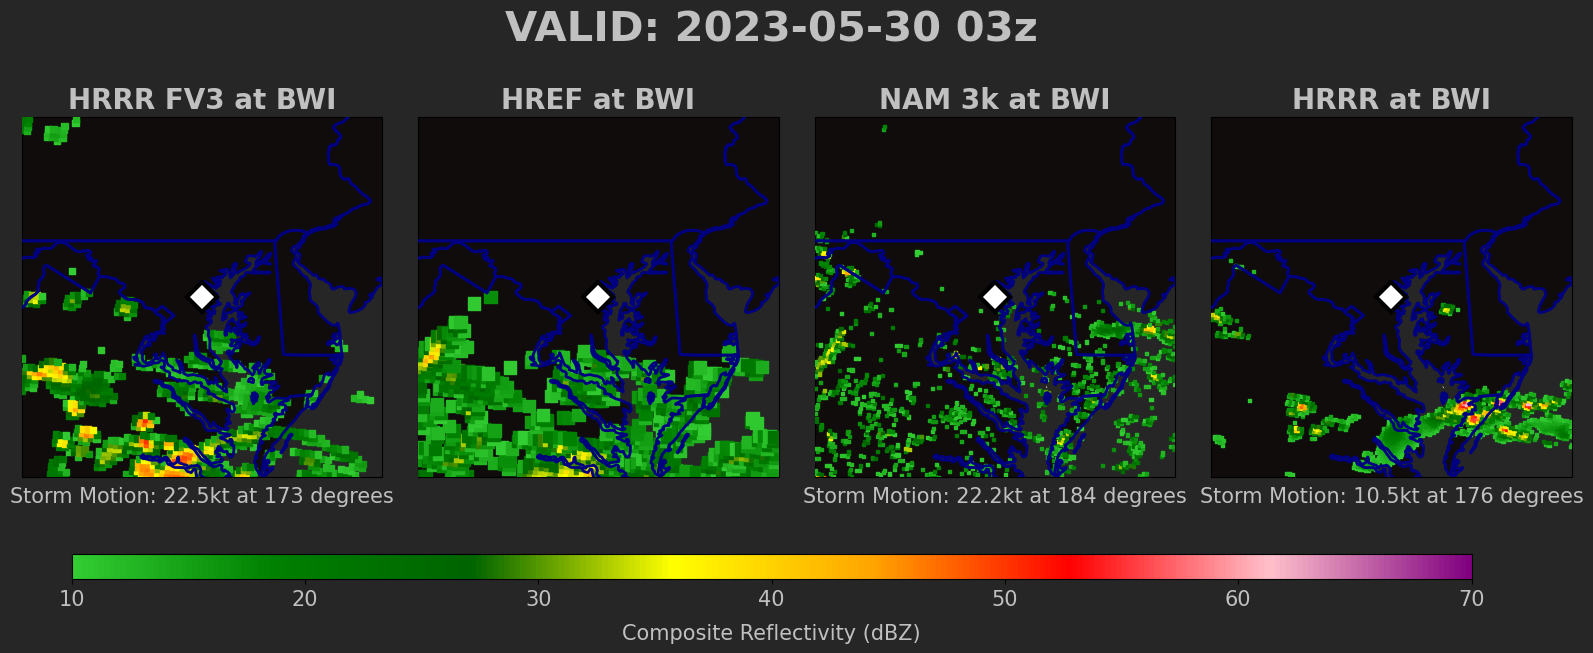 VALID: 2023-05-30 03z
HRRR FV3 at BWI
HREF at BWI
NAM 3k at BWI
HRRR at BWI
Storm Motion: 22.5kt at 173 degrees
Storm Motion: 22.2kt at 184 degrees
Storm Motion: 10.5kt at 176 degrees
10 20 30 40 50 60 70
Composite Reflectivity (dBZ)